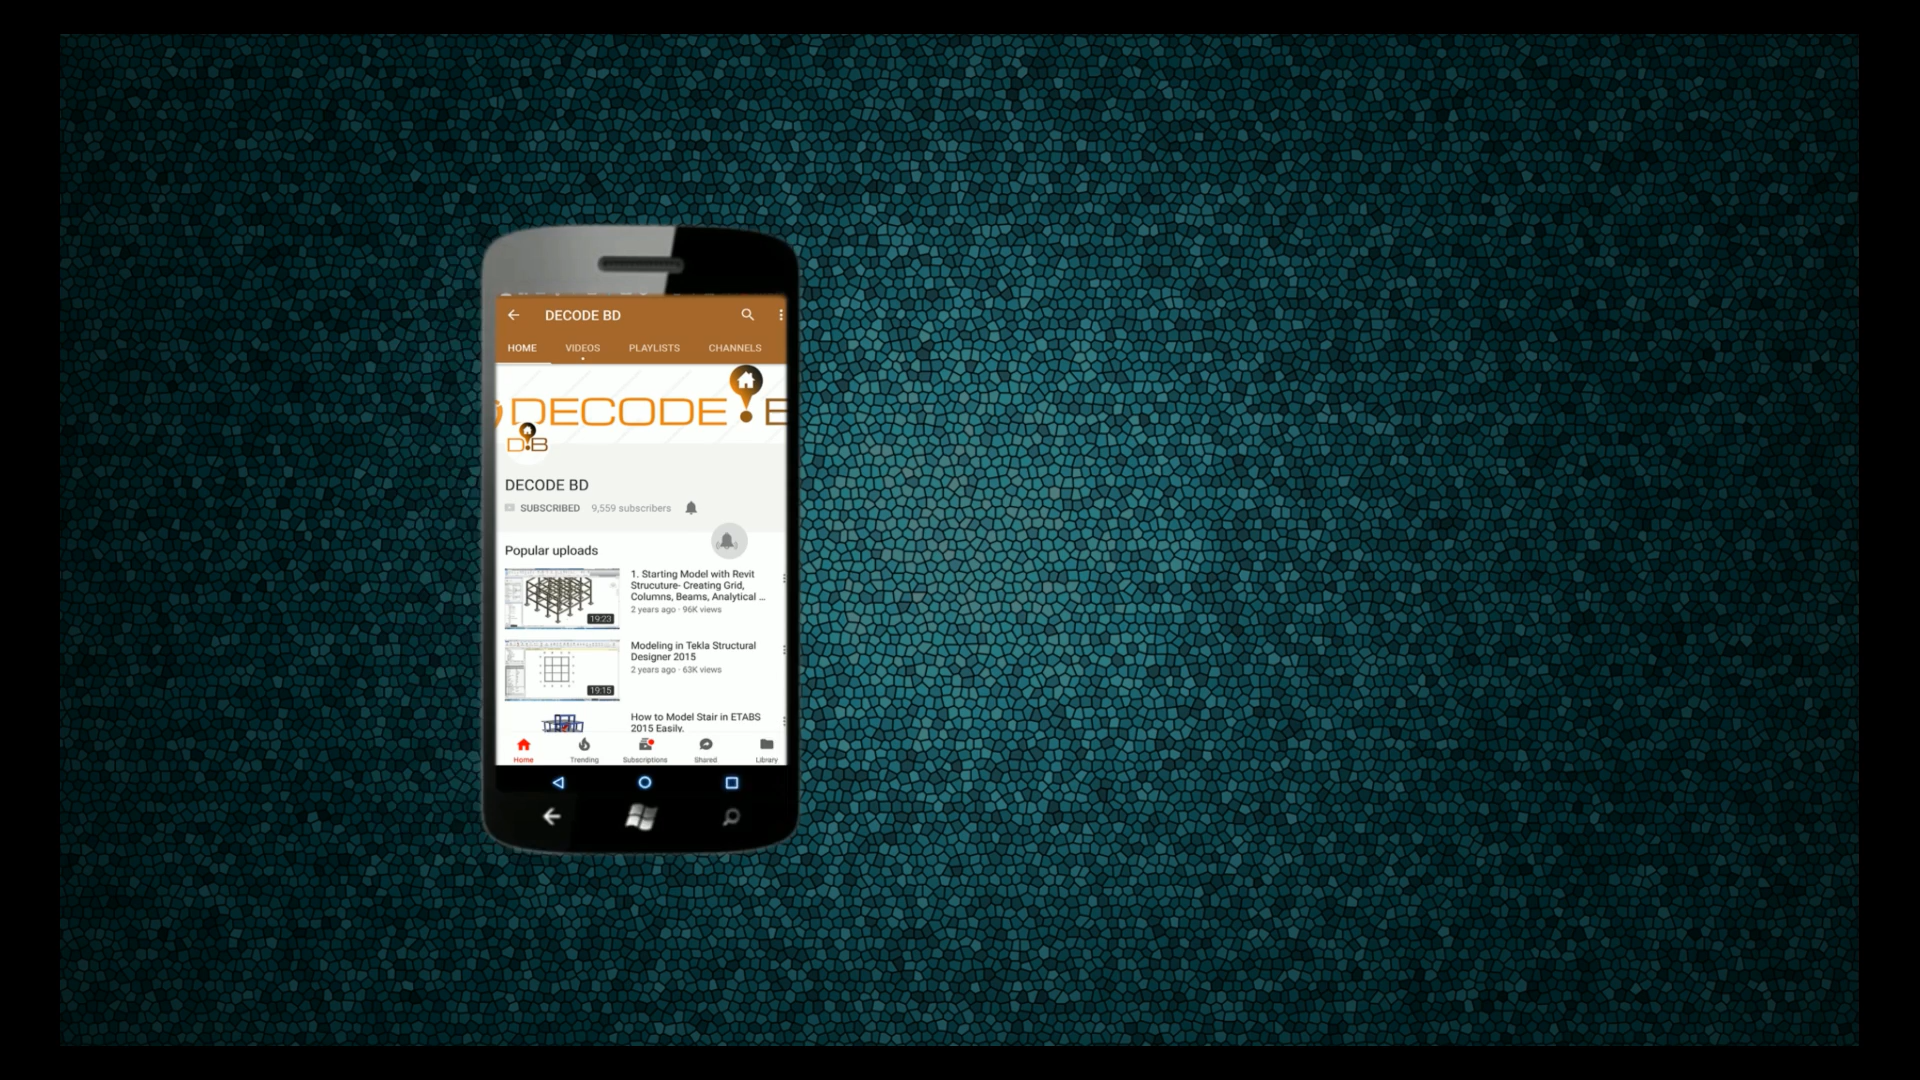 DECODE BD
HOME VIDEOS PLAYLISTS CHANNELS
DECODE B
D B
DECODE BD
SUBSCRIBED 9,559 subscribers
Popular uploads
1. Starting Model with Revit
Strucuture- Creating Grid,
Columns, Beams, Analytical ...
2 years ago · 96K views
19:23
Modeling in Tekla Structural
Designer 2015
2 years ago · 63K views
19:15
How to Model Stair in ETABS
2015 Easily.
Home Trending Subscriptions Shared Library